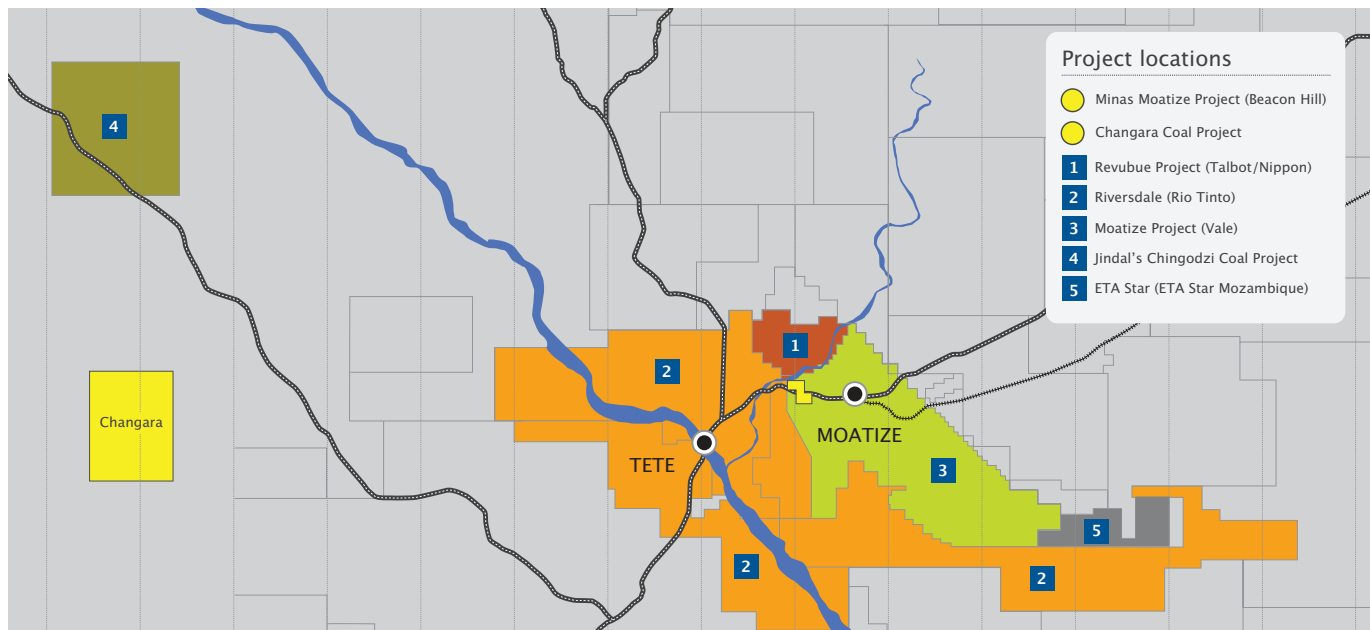 Project locations
Minas Moatize Project (Beacon Hill)
Changara Coal Project
1 Revubue Project (Talbot/Nippon)
2 Riversdale (Rio Tinto)
3 Moatize Project (Vale)
4 Jindal's Chingodzi Coal Project
5 ETA Star (ETA Star Mozambique)
4
1
2
Changara
MOATIZE
TETE
3
5
2
2